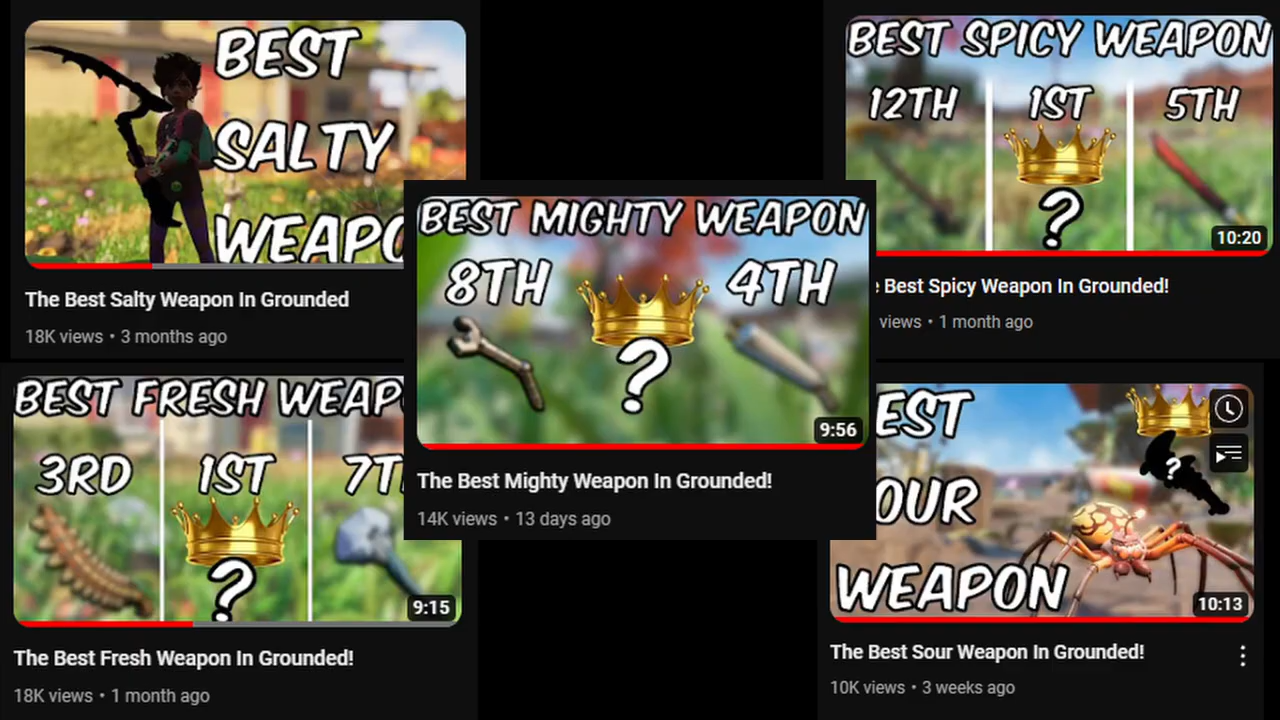 BEST
SALTY
WEAPO
The Best Salty Weapon In Grounded
18K views • 3 months ago
BEST SPICY WEAPON
12TH 1ST 5TH
?
10:20
Best Spicy Weapon In Grounded!
views • 1 month ago
BEST MIGHTY WEAPON
8TH 4TH
?
9:56
The Best Mighty Weapon In Grounded!
14K views • 13 days ago
BEST FRESH WEAP
3RD 1ST 7T
?
9:15
The Best Fresh Weapon In Grounded!
18K views • 1 month ago
EST
OUR
WEAPON
?
10:13
The Best Sour Weapon In Grounded!
10K views • 3 weeks ago